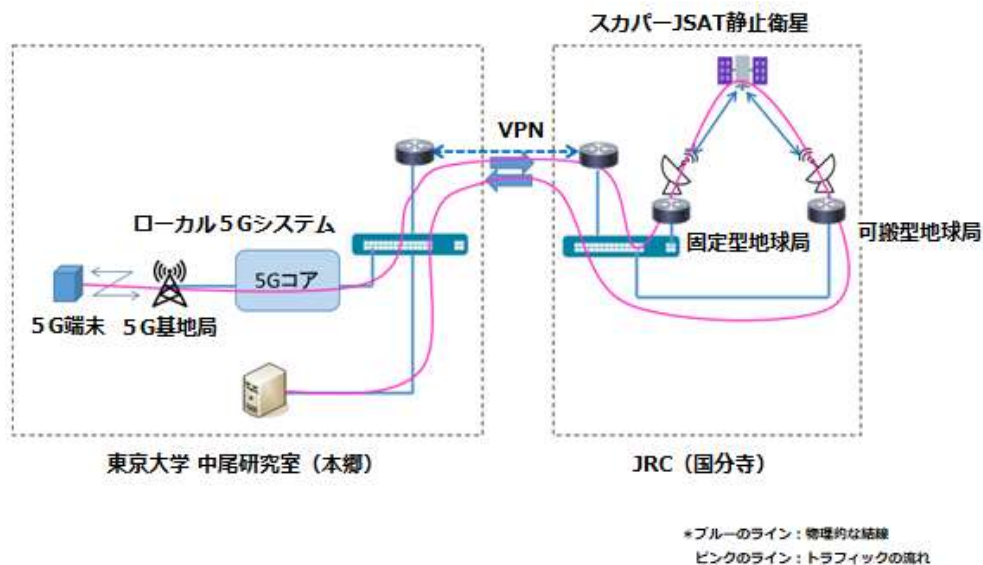 スカパーJSAT静止衛星
VPN
ローカル５Gシステム
固定型地球局
可搬型地球局
5Gコア
５G端末
５G基地局
東京大学 中尾研究室（本郷）
JRC（国分寺）
*ブルーのライン：物理的な結線
ピンクのライン：トラフィックの流れ